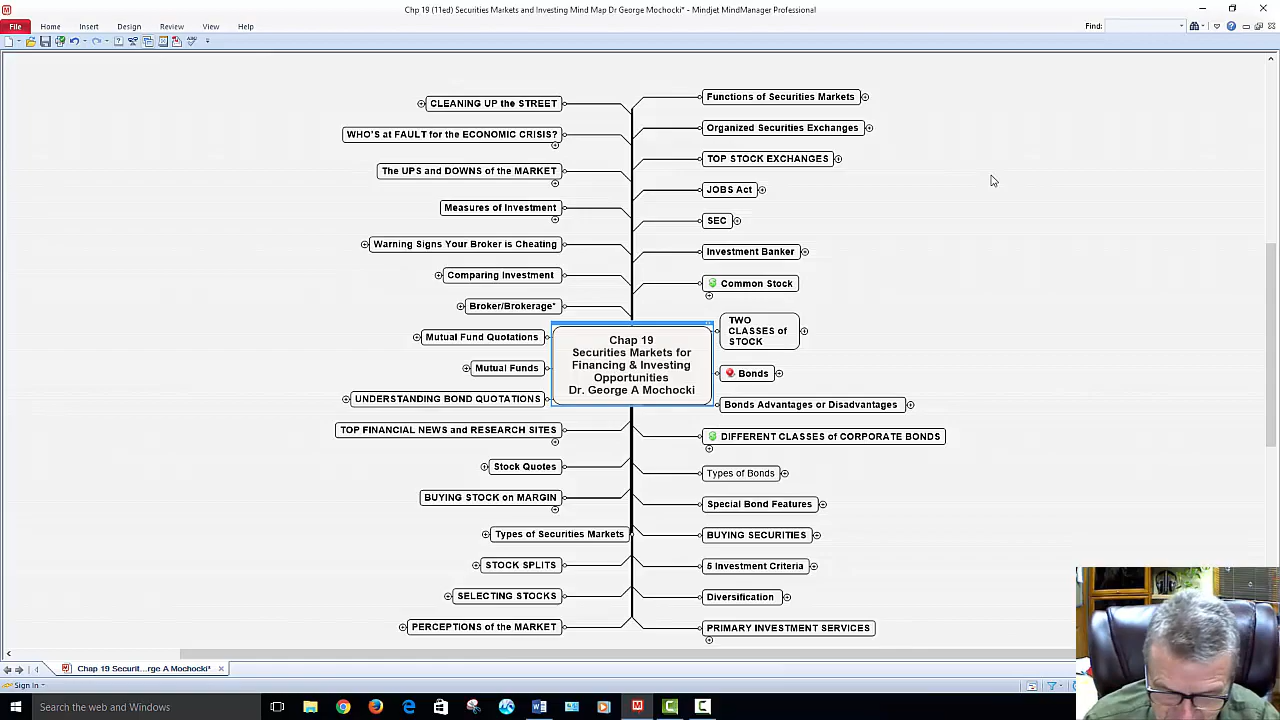 Chp 19 (11ed) Securities Markets and Investing Mind Map Dr George Mochocki* - Mindjet MindManager Professional
File Home Insert Design Review View Help
Find:
CLEANING UP the STREET
WHO'S at FAULT for the ECONOMIC CRISIS?
The UPS and DOWNS of the MARKET
Measures of Investment
Warning Signs Your Broker is Cheating
Comparing Investment
Broker/Brokerage*
Mutual Fund Quotations
Mutual Funds
UNDERSTANDING BOND QUOTATIONS
TOP FINANCIAL NEWS and RESEARCH SITES
Stock Quotes
BUYING STOCK on MARGIN
Types of Securities Markets
STOCK SPLITS
SELECTING STOCKS
PERCEPTIONS of the MARKET
Chap 19
Securities Markets for
Financing & Investing
Opportunities
Dr. George A Mochocki
Functions of Securities Markets
Organized Securities Exchanges
TOP STOCK EXCHANGES
JOBS Act
SEC
Investment Banker
Common Stock
TWO
CLASSES of
STOCK
Bonds
Bonds Advantages or Disadvantages
DIFFERENT CLASSES of CORPORATE BONDS
Types of Bonds
Special Bond Features
BUYING SECURITIES
5 Investment Criteria
Diversification
PRIMARY INVESTMENT SERVICES
Chap 19 Securit...rge A Mochocki*
Sign In
Search the web and Windows